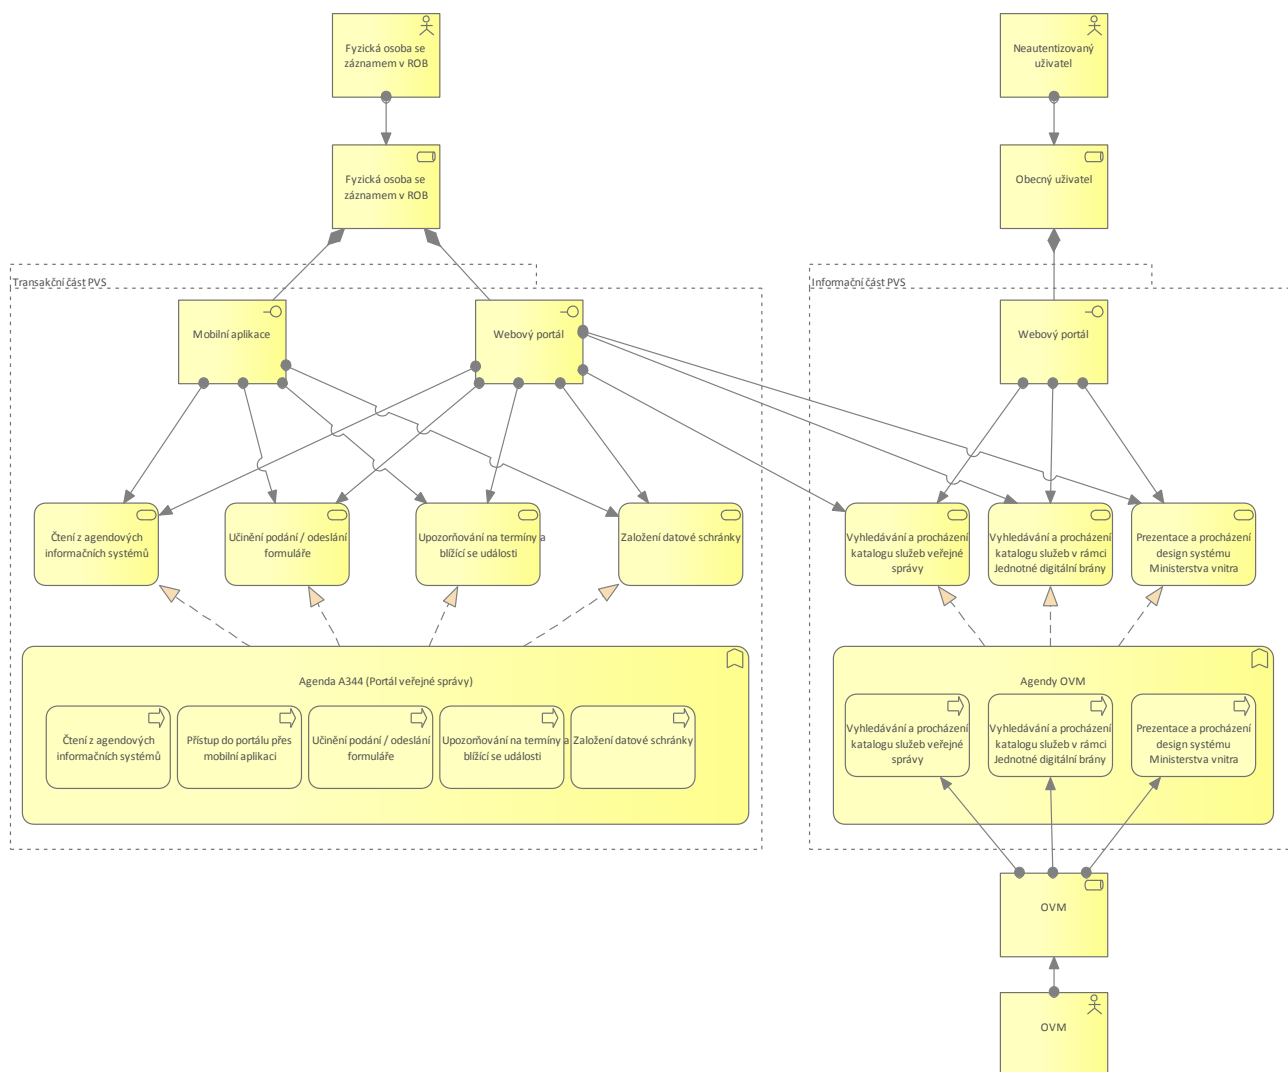 Fyzická osoba se
záznamem v ROB
Neautentizovaný
uživatel
Fyzická osoba se
záznamem v ROB
Obecný uživatel
Transakční část PVS
Informační část PVS
Mobilní aplikace
Webový portál
Webový portál
Čtení z agendových
informačních systémů
Učinění podání / odeslání
formuláře
Upozorňování na termíny a
blížící se události
Založení datové schránky
Vyhledávání a procházení
katalogu služeb veřejné
správy
Vyhledávání a procházení
katalogu služeb v rámci
Jednotné digitální brány
Prezentace a procházení
design systému
Ministerstva vnitra
Agenda A344 (Portál veřejné správy)
Čtení z agendových
informačních systémů
Přístup do portálu přes
mobilní aplikaci
Učinění podání / odeslání
formuláře
Upozorňování na termíny a
blížící se události
Založení datové schránky
Agendy OVM
Vyhledávání a procházení
katalogu služeb veřejné
správy
Vyhledávání a procházení
katalogu služeb v rámci
Jednotné digitální brány
Prezentace a procházení
design systému
Ministerstva vnitra
OVM
OVM